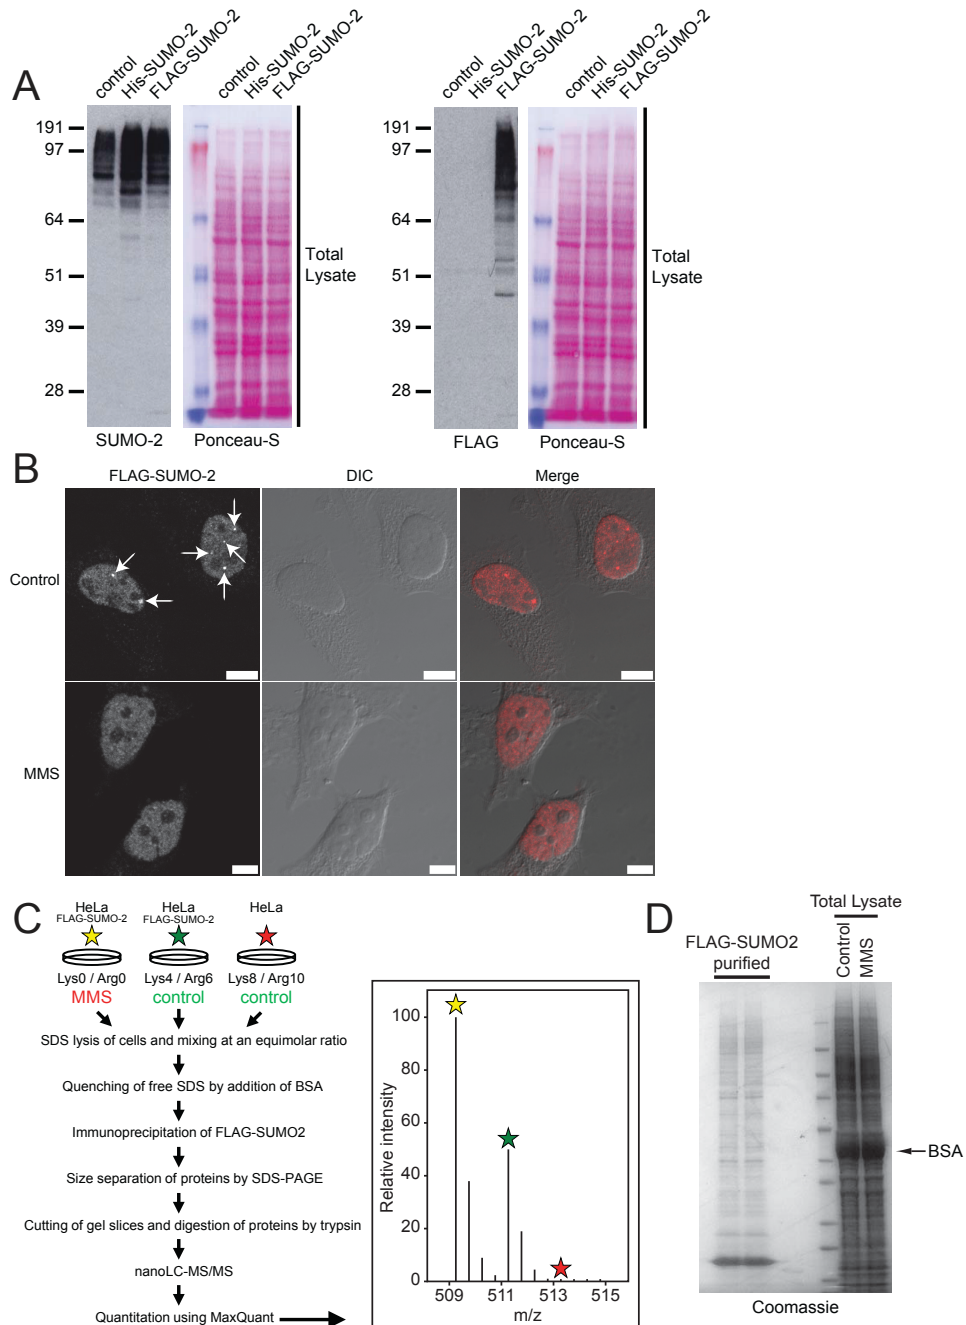 A
control
His-SUMO-2
FLAG-SUMO-2
control
His-SUMO-2
FLAG-SUMO-2
control
His-SUMO-2
FLAG-SUMO-2
control
His-SUMO-2
FLAG-SUMO-2
191
97
64
51
39
28
Total
Lysate
SUMO-2
Ponceau-S
191
97
64
51
39
28
Total
Lysate
FLAG
Ponceau-S
B
FLAG-SUMO-2
DIC
Merge
Control
MMS
C
HeLa
FLAG-SUMO-2
HeLa
FLAG-SUMO-2
HeLa
Lys0 / Arg0
Lys4 / Arg6
Lys8 / Arg10
MMS
control
control
SDS lysis of cells and mixing at an equimolar ratio
Quenching of free SDS by addition of BSA
Immunoprecipitation of FLAG-SUMO2
Size separation of proteins by SDS-PAGE
Cutting of gel slices and digestion of proteins by trypsin
nanoLC-MS/MS
Quantitation using MaxQuant
Relative intensity
100
80
60
40
20
0
509
511
513
515
m/z
D
FLAG-SUMO2
purified
Total Lysate
Control
MMS
BSA
Coomassie